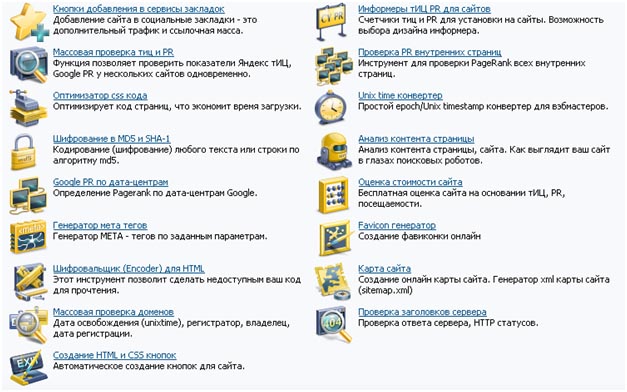 Кнопки добавления в сервисы закладок
Добавление сайта в социальные закладки - это
дополнительный трафик и ссылочная масса.
Массовая проверка тиц и PR
Функция позволяет проверить показатели Яндекс тИЦ,
Google PR у нескольких сайтов одновременно.
Оптимизатор css кода
Оптимизирует код страниц, что экономит время загрузки.
md5
Шифрование в MD5 и SHA-1
Кодирование (шифрование) любого текста или строки по
алгоритму md5.
Google PR по дата-центрам
Определение Pagerank по дата-центрам Google.
meta
Генератор мета тегов
Генератор МЕТА - тегов по заданным параметрам.
Шифровальщик (Encoder) для HTML
Этот инструмент позволит сделать недоступным ваш код
для прочтения.
Массовая проверка доменов
Дата освобождения (unixtime), регистратор, владелец,
дата регистрации.
EXIT
Создание HTML и CSS кнопок
Автоматическое создание кнопок для сайта.
CY PR
Информеры тИЦ PR для сайтов
Счетчики тиц и PR для установки на сайты. Возможность
выбора дизайна информера.
Проверка PR внутренних страниц
Инструмент для проверки PageRank всех внутренних
страниц.
Unix time конвертер
Простой epoch/Unix timestamp конвертер для вэбмастеров.
Анализ контента страницы
Анализ контента страницы, сайта. Как выглядит ваш сайт
в глазах поисковых роботов.
Оценка стоимости сайта
Бесплатная оценка сайта на основании тИЦ, PR,
посещаемости.
Favicon генератор
Создание фавиконки онлайн
Карта сайта
Создание онлайн карты сайта. Генератор xml карты сайта
(sitemap.xml)
404
Проверка заголовков сервера
Проверка ответа сервера, HTTP статусов.